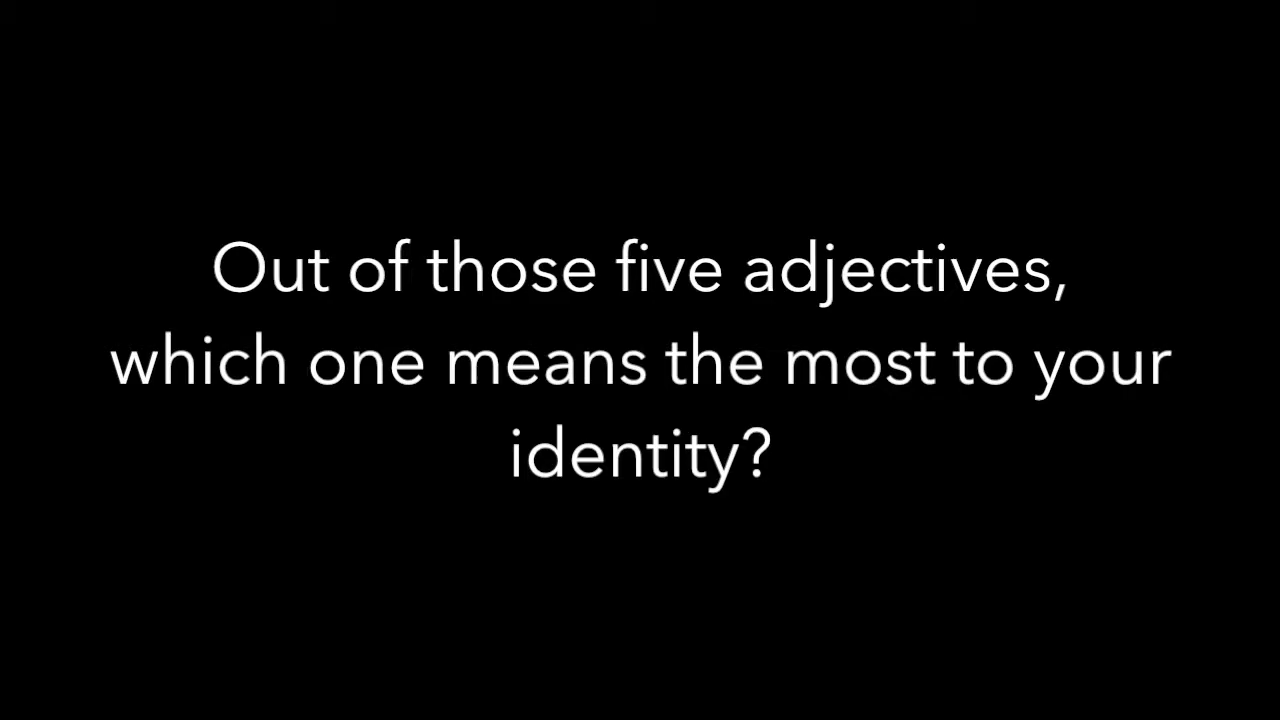 Out of those five adjectives,
which one means the most to your
identity?